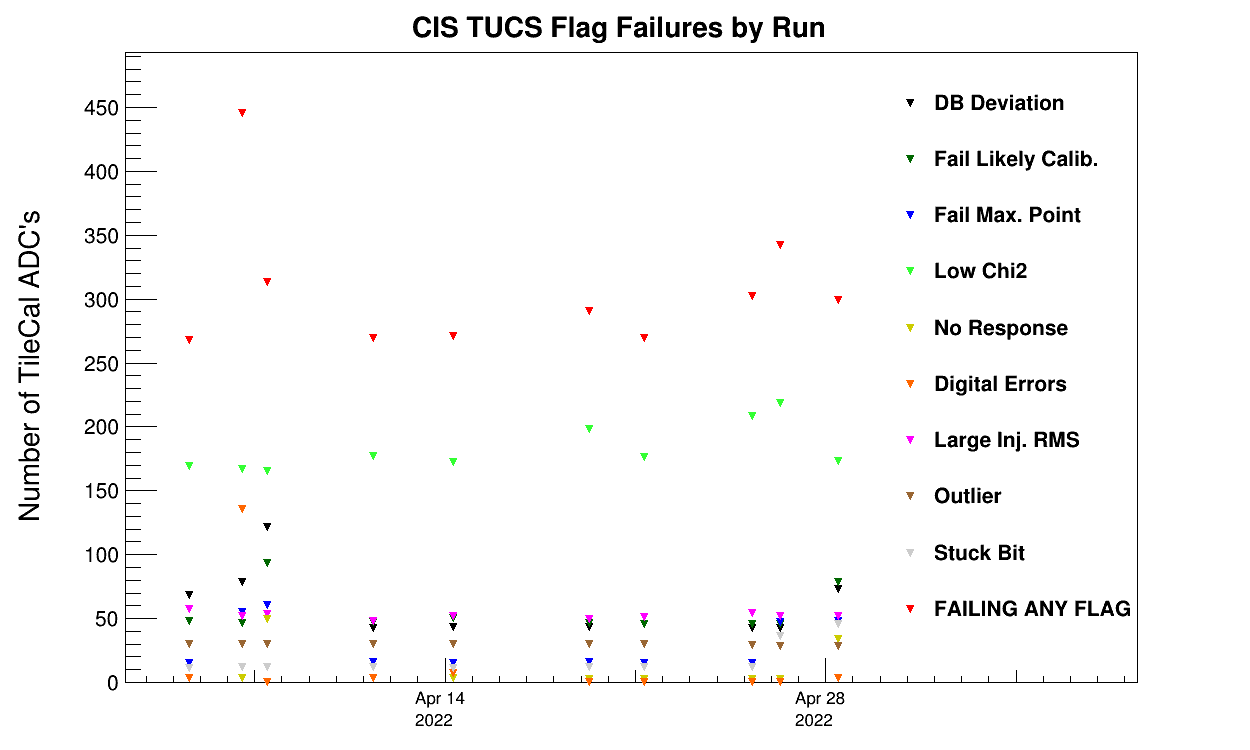 CIS TUCS Flag Failures by Run
Number of TileCal ADC's
450
400
350
300
250
200
150
100
50
0
Apr 14
2022
Apr 28
2022
DB Deviation
Fail Likely Calib.
Fail Max. Point
Low Chi2
No Response
Digital Errors
Large Inj. RMS
Outlier
Stuck Bit
FAILING ANY FLAG